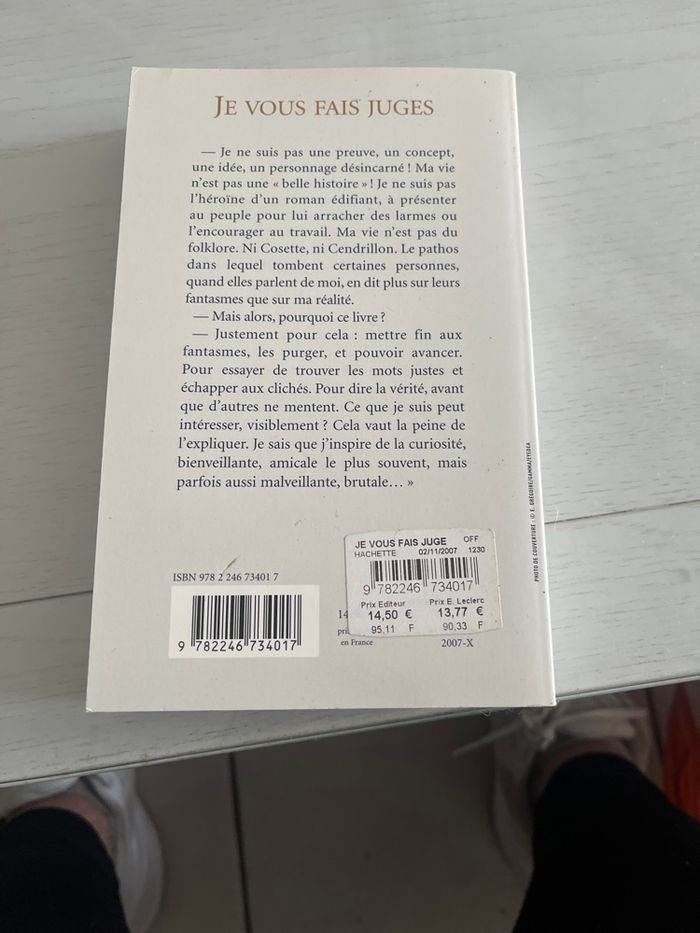 JE VOUS FAIS JUGES
— Je ne suis pas une preuve, un concept,
une idée, un personnage désincarné ! Ma vie
n'est pas une « belle histoire » ! Je ne suis pas
l'héroïne d'un roman édifiant, à présenter
au peuple pour lui arracher des larmes ou
l'encourager au travail. Ma vie n'est pas du
folklore. Ni Cosette, ni Cendrillon. Le pathos
dans lequel tombent certaines personnes,
quand elles parlent de moi, en dit plus sur leurs
fantasmes que sur ma réalité.
— Mais alors, pourquoi ce livre ?
— Justement pour cela : mettre fin aux
fantasmes, les purger, et pouvoir avancer.
Pour essayer de trouver les mots justes et
échapper aux clichés. Pour dire la vérité, avant
que d'autres ne mentent. Ce que je suis peut
intéresser, visiblement ? Cela vaut la peine de
l'expliquer. Je sais que j'inspire de la curiosité,
bienveillante, amicale le plus souvent, mais
parfois aussi malveillante, brutale… »
PHOTO DE COUVERTURE : © E. GRÉGOIRE/GAMMA/EYEDEA
JE VOUS FAIS JUGE OFF
HACHETTE 02/11/2007 1230
9 782246 734017
Prix Editeur Prix E. Leclerc
14,50 € 13,77 €
95,11 F 90,33 F
ISBN 978 2 246 73401 7
9 782246 734017
14
en France 2007-X